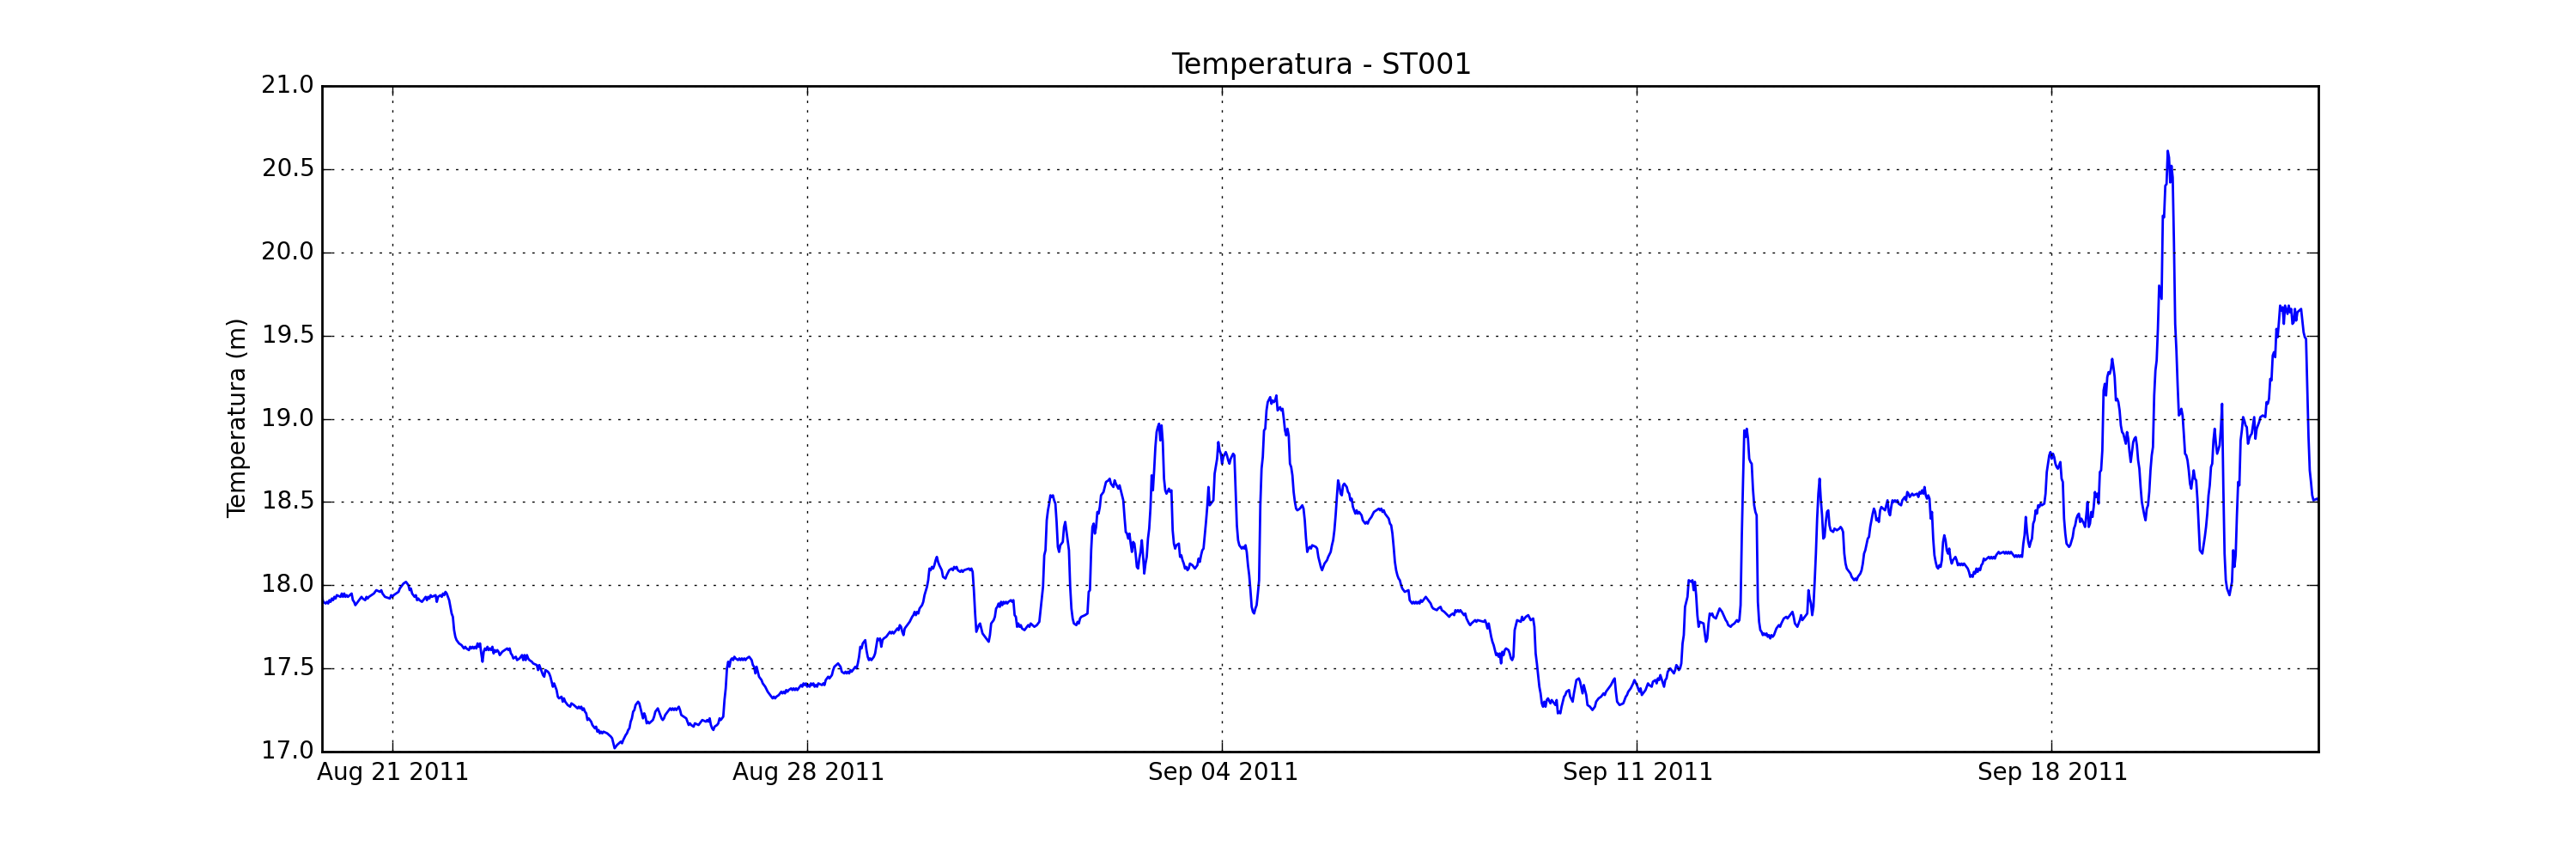 Temperatura - ST001
21.0
20.5
20.0
19.5
19.0
18.5
18.0
17.5
17.0
Temperatura (m)
Aug 21 2011
Aug 28 2011
Sep 04 2011
Sep 11 2011
Sep 18 2011